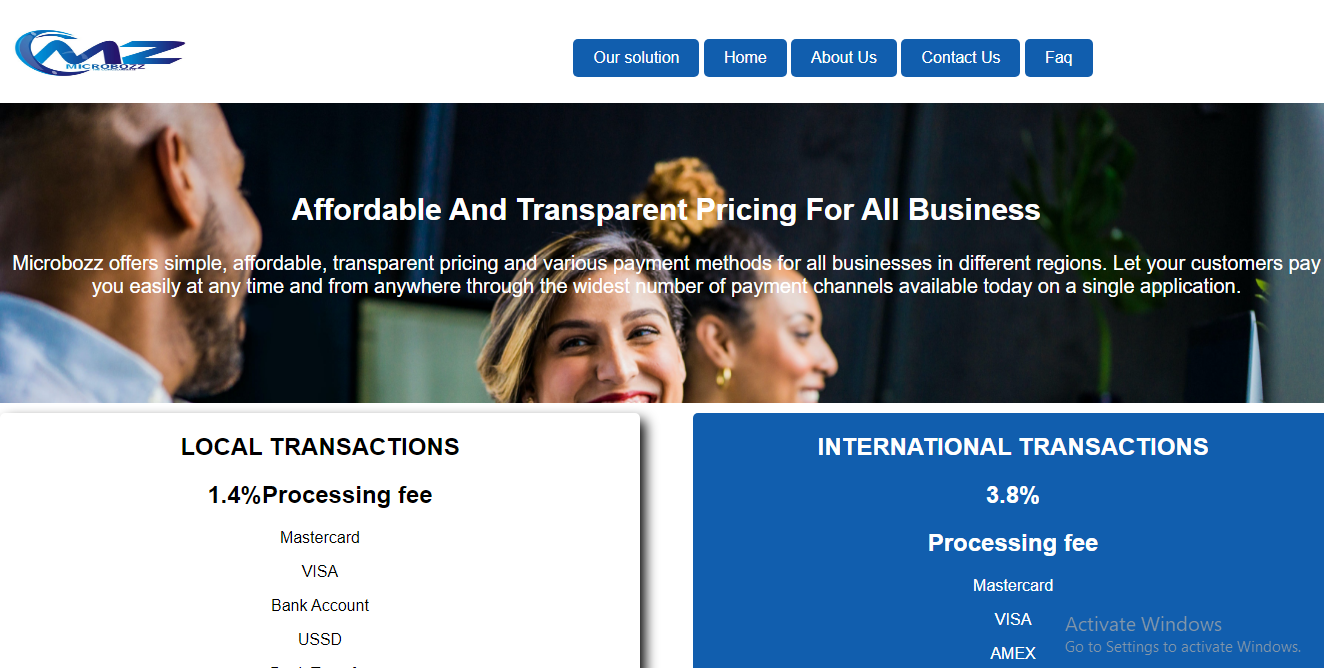 MZ
MICROBOZZ
Our solution Home About Us Contact Us Faq
Affordable And Transparent Pricing For All Business
Microbozz offers simple, affordable, transparent pricing and various payment methods for all businesses in different regions. Let your customers pay
you easily at any time and from anywhere through the widest number of payment channels available today on a single application.
LOCAL TRANSACTIONS
1.4%Processing fee
Mastercard
VISA
Bank Account
USSD
INTERNATIONAL TRANSACTIONS
3.8%
Processing fee
Mastercard
VISA
AMEX
Activate Windows
Go to Settings to activate Windows.